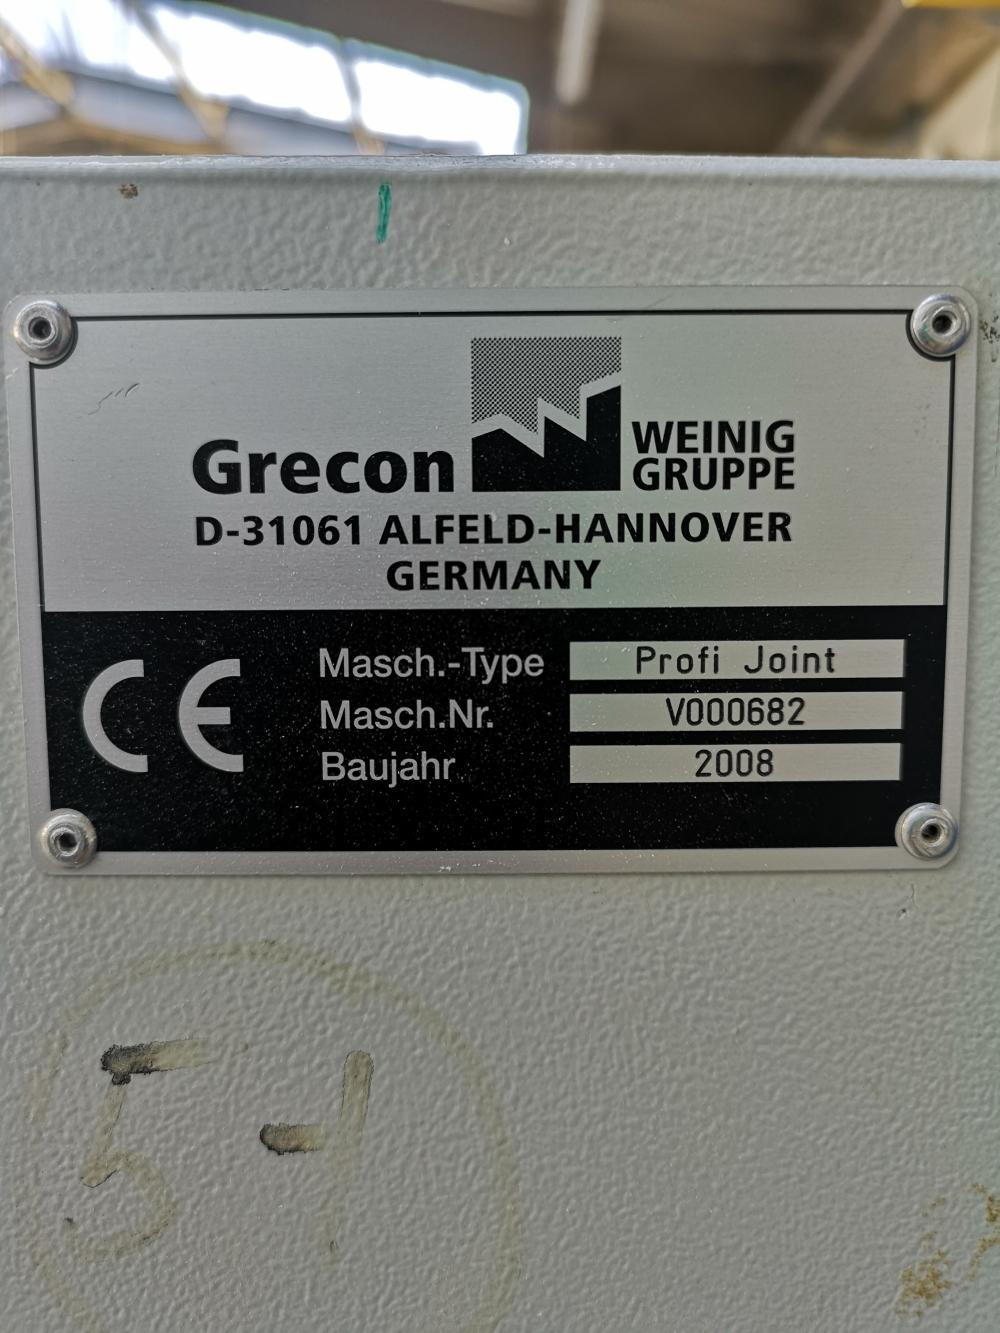 Grecon WEINIG GRUPPE
D-31061 ALFELD-HANNOVER
GERMANY
CE
Masch.-Type Profi Joint
Masch.Nr. V000682
Baujahr 2008